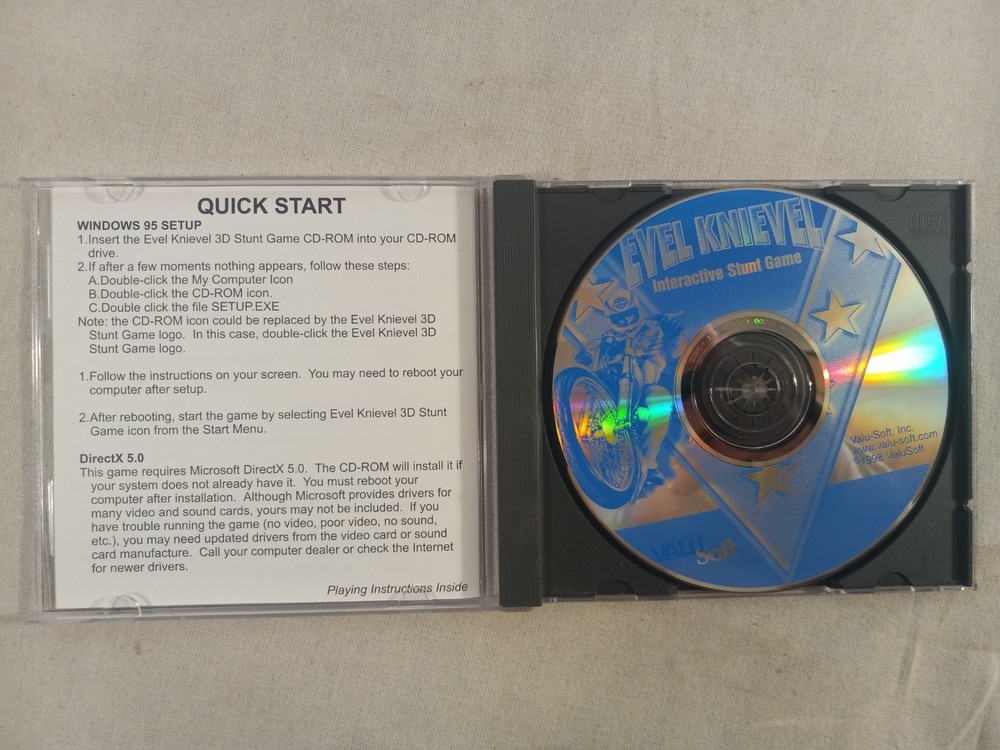 QUICK START
WINDOWS 95 SETUP
1.Insert the Evel Knievel 3D Stunt Game CD-ROM into your CD-ROM
drive.
2.If after a few moments nothing appears, follow these steps:
A.Double-click the My Computer Icon
B.Double-click the CD-ROM icon.
C.Double click the file SETUP.EXE
Note: the CD-ROM icon could be replaced by the Evel Knievel 3D
Stunt Game logo. In this case, double-click the Evel Knievel 3D
Stunt Game logo.
1.Follow the instructions on your screen. You may need to reboot your
computer after setup.
2.After rebooting, start the game by selecting Evel Knievel 3D Stunt
Game icon from the Start Menu.
DirectX 5.0
This game requires Microsoft DirectX 5.0. The CD-ROM will install it if
your system does not already have it. You must reboot your
computer after installation. Although Microsoft provides drivers for
many video and sound cards, yours may not be included. If you
have trouble running the game (no video, poor video, no sound,
etc.), you may need updated drivers from the video card or sound
card manufacture. Call your computer dealer or check the Internet
for newer drivers.
Playing Instructions Inside
EVEL KNIEVEL
Interactive Stunt Game
Valu-Soft, Inc.
www.valu-soft.com
©1998 ValuSoft
VALU
Soft
disc